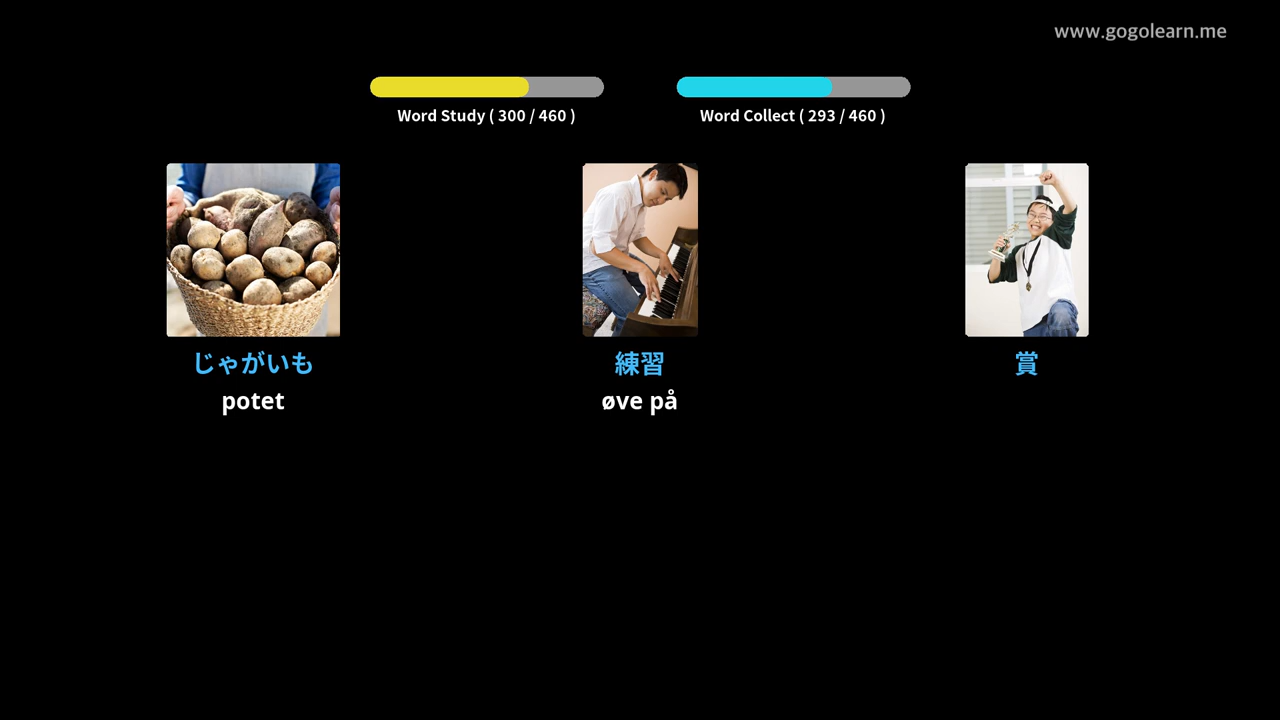 www.gogolearn.me
Word Study ( 300 / 460 )
Word Collect ( 293 / 460 )
じゃがいも
potet
練習
øve på
賞